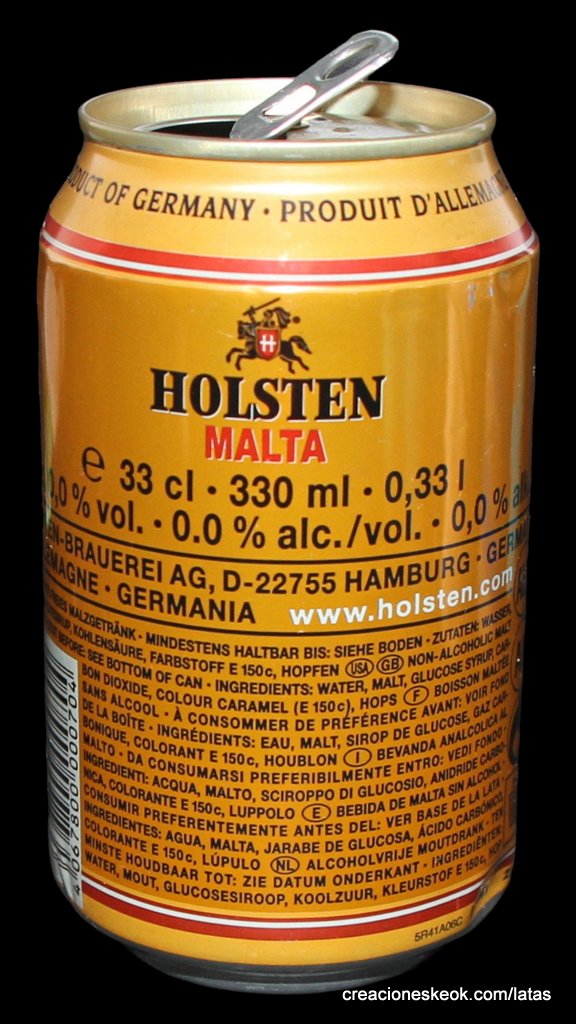 OF GERMANY · PRODUIT D'ALLEMAGNE
H
HOLSTEN
MALTA
e 33 cl · 330 ml · 0,33 l
0,0 % vol. · 0.0 % alc./vol. · 0,0 %
-BRAUEREI AG, D-22755 HAMBURG ·
· GERMANIA www.holsten.com
MALZGETRÄNK · MINDESTENS HALTBAR BIS: SIEHE BODEN · ZUTATEN: WASSER,
KOHLENSÄURE, FARBSTOFF E 150c, HOPFEN USA GB NON-ALCOHOLIC MALT
BEFORE: SEE BOTTOM OF CAN · INGREDIENTS: WATER, MALT, GLUCOSE SYRUP, CAR-
BON DIOXIDE, COLOUR CARAMEL (E 150c), HOPS F BOISSON MALTÉE
SANS ALCOOL · À CONSOMMER DE PRÉFÉRENCE AVANT: VOIR FOND
DE LA BOÎTE · INGRÉDIENTS: EAU, MALT, SIROP DE GLUCOSE, GAZ CAR-
BONIQUE, COLORANT E 150c, HOUBLON I BEVANDA ANALCOLICA AL
MALTO · DA CONSUMARSI PREFERIBILMENTE ENTRO: VEDI FONDO ·
INGREDIENTI: ACQUA, MALTO, SCIROPPO DI GLUCOSIO, ANIDRIDE CARBO-
NICA, COLORANTE E 150c, LUPPOLO E BEBIDA DE MALTA SIN ALCOHOL ·
CONSUMIR PREFERENTEMENTE ANTES DEL: VER BASE DE LA LATA ·
INGREDIENTES: AGUA, MALTA, JARABE DE GLUCOSA, ÁCIDO CARBÓNICO,
COLORANTE E 150c, LÚPULO NL ALCOHOLVRIJE MOUTDRANK · TEN
MINSTE HOUDBAAR TOT: ZIE DATUM ONDERKANT · INGREDIËNTEN:
WATER, MOUT, GLUCOSESIROOP, KOOLZUUR, KLEURSTOF E 150c, HOP
4 067800 000704
5R41A06C
creacioneskeok.com/latas